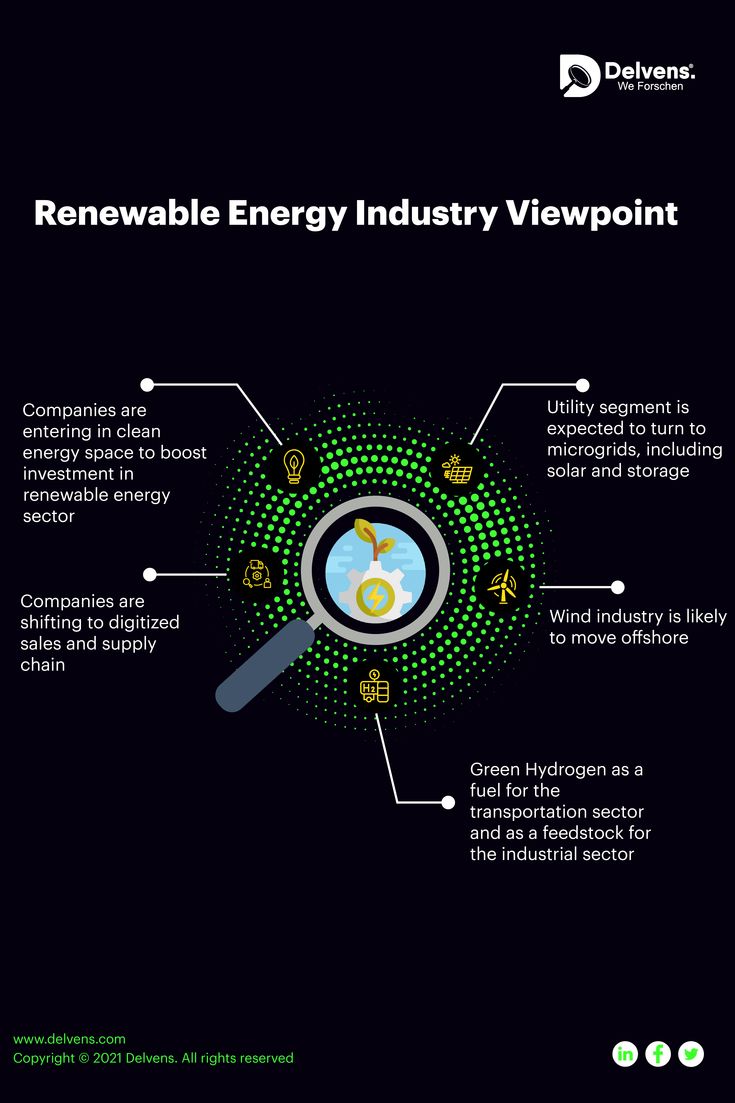 Delvens.®
We Forschen
Renewable Energy Industry Viewpoint
Companies are
entering in clean
energy space to boost
investment in
renewable energy
sector
Utility segment is
expected to turn to
microgrids, including
solar and storage
Companies are
shifting to digitized
sales and supply
chain
Wind industry is likely
to move offshore
H2
Green Hydrogen as a
fuel for the
transportation sector
and as a feedstock for
the industrial sector
www.delvens.com
Copyright © 2021 Delvens. All rights reserved